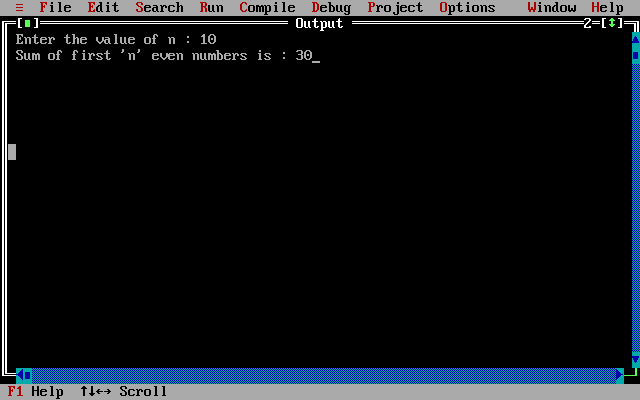 ≡ File Edit Search Run Compile Debug Project Options Window Help
[■] Output 2=[↕]
Enter the value of n : 10
Sum of first 'n' even numbers is : 30_
F1 Help ↑↓←→ Scroll